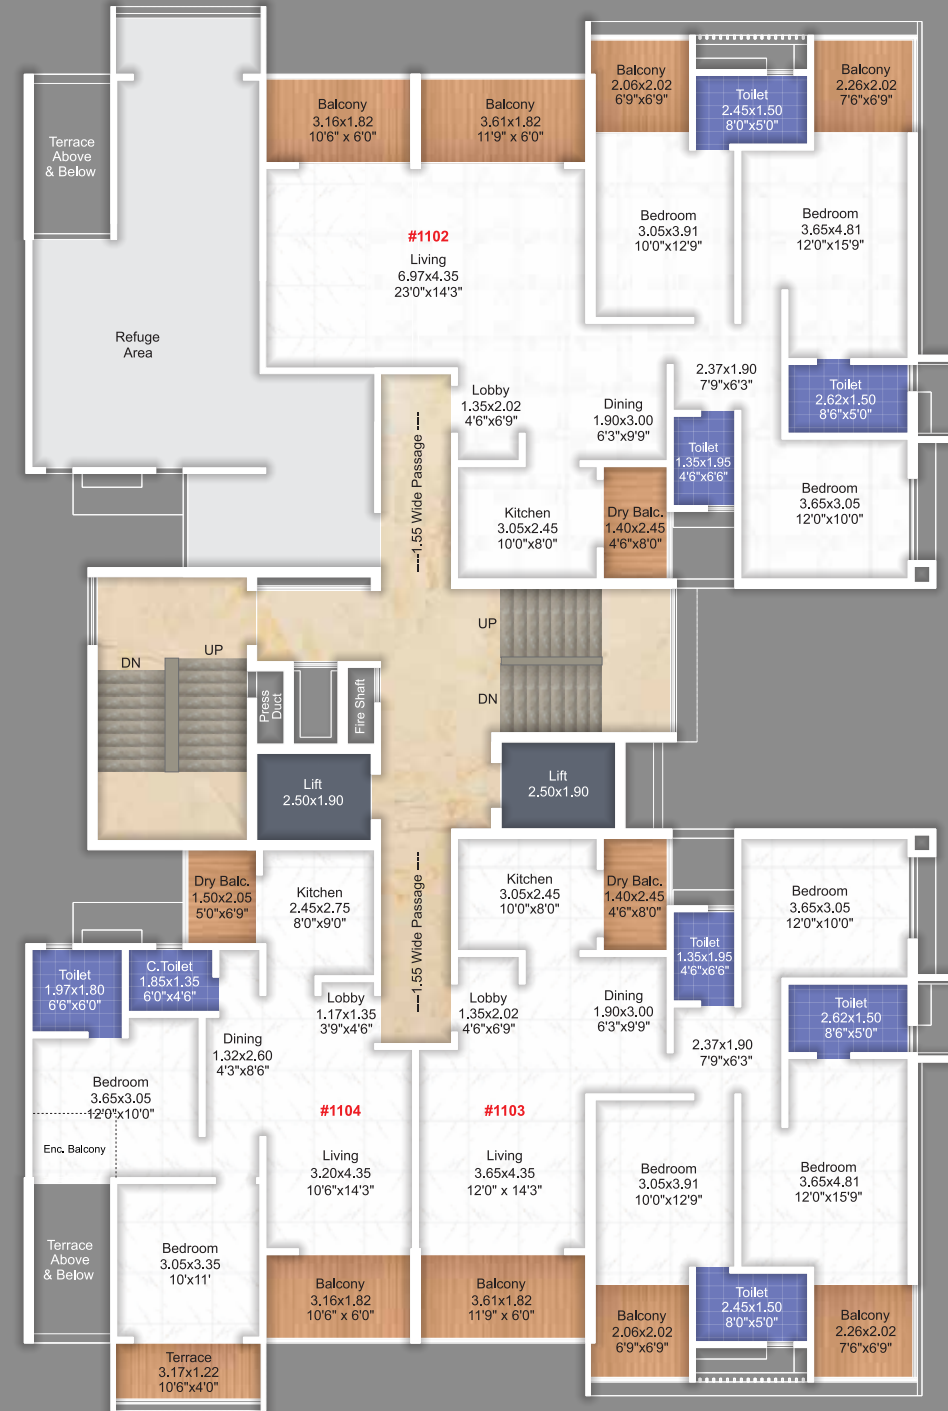 Terrace
Above
& Below
Balcony
3.16x1.82
10'6" x 6'0"
Balcony
3.61x1.82
11'9" x 6'0"
Balcony
2.06x2.02
6'9"x6'9"
Toilet
2.45x1.50
8'0"x5'0"
Balcony
2.26x2.02
7'6"x6'9"
#1102
Living
6.97x4.35
23'0"x14'3"
Bedroom
3.05x3.91
10'0"x12'9"
Bedroom
3.65x4.81
12'0"x15'9"
Refuge
Area
Lobby
1.35x2.02
4'6"x6'9"
Dining
1.90x3.00
6'3"x9'9"
2.37x1.90
7'9"x6'3"
Toilet
2.62x1.50
8'6"x5'0"
Toilet
1.35x1.95
4'6"x6'6"
---1.55 Wide Passage ---
Kitchen
3.05x2.45
10'0"x8'0"
Dry Balc.
1.40x2.45
4'6"x8'0"
Bedroom
3.65x3.05
12'0"x10'0"
DN
UP
UP
DN
Press
Duct
Fire Shaft
Lift
2.50x1.90
Lift
2.50x1.90
Dry Balc.
1.50x2.05
5'0"x6'9"
Kitchen
2.45x2.75
8'0"x9'0"
---1.55 Wide Passage ---
Kitchen
3.05x2.45
10'0"x8'0"
Dry Balc.
1.40x2.45
4'6"x8'0"
Bedroom
3.65x3.05
12'0"x10'0"
Toilet
1.97x1.80
6'6"x6'0"
C.Toilet
1.85x1.35
6'0"x4'6"
Lobby
1.17x1.35
3'9"x4'6"
Lobby
1.35x2.02
4'6"x6'9"
Dining
1.90x3.00
6'3"x9'9"
Toilet
1.35x1.95
4'6"x6'6"
Toilet
2.62x1.50
8'6"x5'0"
Dining
1.32x2.60
4'3"x8'6"
2.37x1.90
7'9"x6'3"
Bedroom
3.65x3.05
12'0"x10'0"
Enc. Balcony
#1104
Living
3.20x4.35
10'6"x14'3"
#1103
Living
3.65x4.35
12'0" x 14'3"
Bedroom
3.05x3.91
10'0"x12'9"
Bedroom
3.65x4.81
12'0"x15'9"
Terrace
Above
& Below
Bedroom
3.05x3.35
10'x11'
Balcony
3.16x1.82
10'6" x 6'0"
Balcony
3.61x1.82
11'9" x 6'0"
Balcony
2.06x2.02
6'9"x6'9"
Toilet
2.45x1.50
8'0"x5'0"
Balcony
2.26x2.02
7'6"x6'9"
Terrace
3.17x1.22
10'6"x4'0"